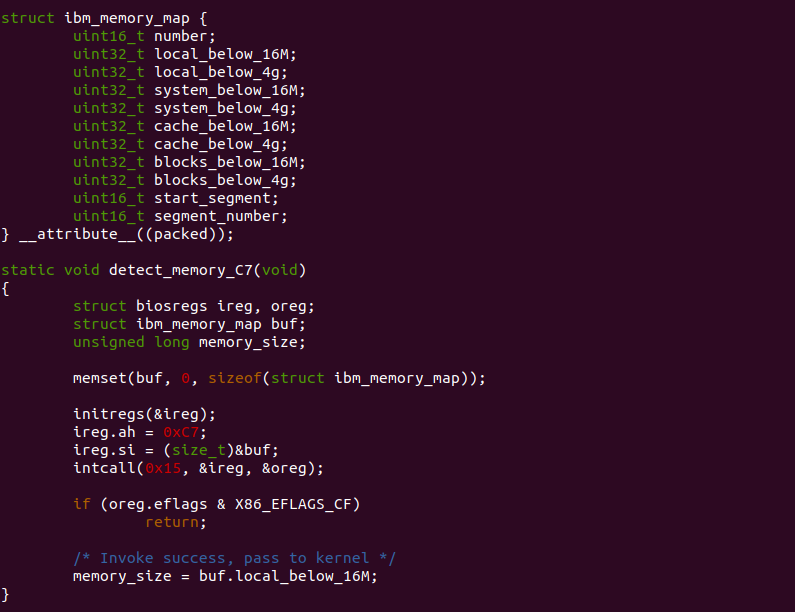 struct ibm_memory_map {
        uint16_t number;
        uint32_t local_below_16M;
        uint32_t local_below_4g;
        uint32_t system_below_16M;
        uint32_t system_below_4g;
        uint32_t cache_below_16M;
        uint32_t cache_below_4g;
        uint32_t blocks_below_16M;
        uint32_t blocks_below_4g;
        uint16_t start_segment;
        uint16_t segment_number;
} __attribute__((packed));

static void detect_memory_C7(void)
{
        struct biosregs ireg, oreg;
        struct ibm_memory_map buf;
        unsigned long memory_size;

        memset(buf, 0, sizeof(struct ibm_memory_map));

        initregs(&ireg);
        ireg.ah = 0xC7;
        ireg.si = (size_t)&buf;
        intcall(0x15, &ireg, &oreg);

        if (oreg.eflags & X86_EFLAGS_CF)
                return;

        /* Invoke success, pass to kernel */
        memory_size = buf.local_below_16M;
}